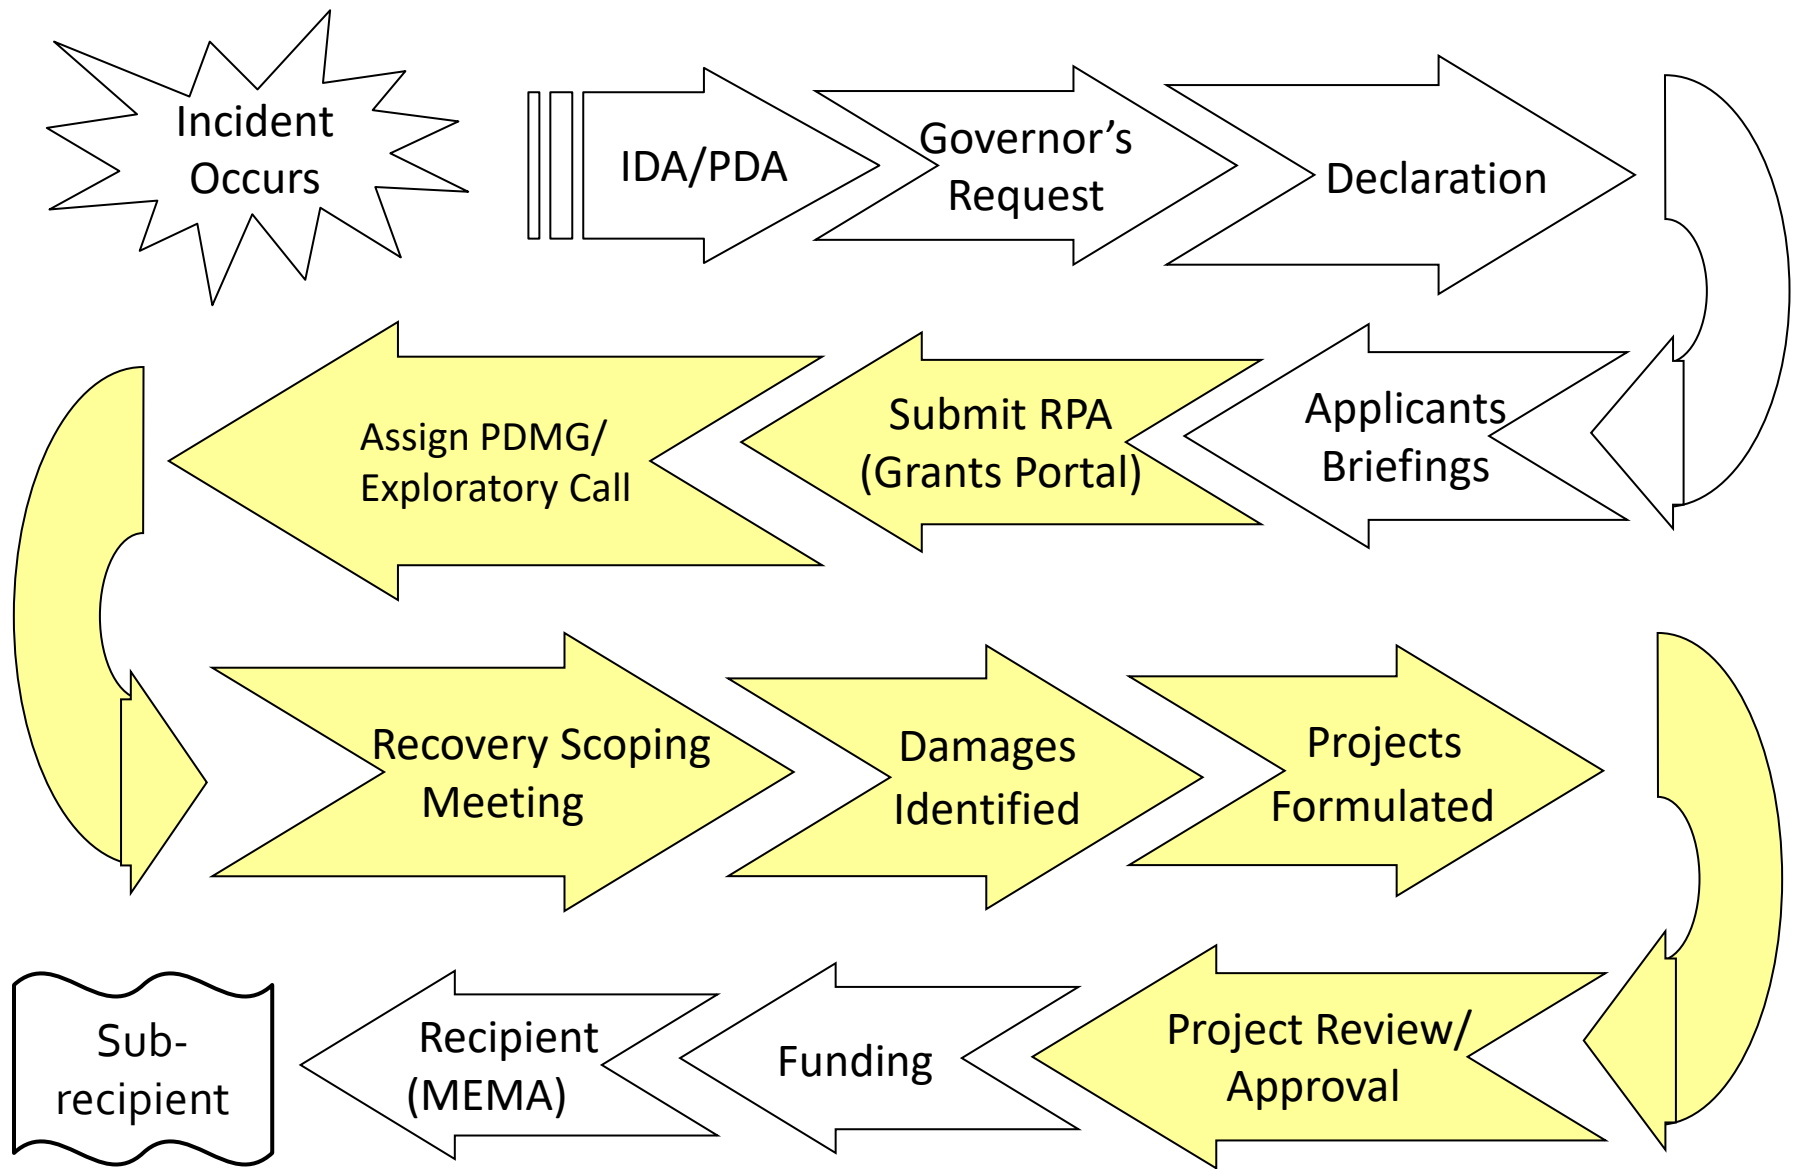 Incident
Occurs
IDA/PDA
Governor’s
Request
Declaration
Applicants
Briefings
Submit RPA
(Grants Portal)
Assign PDMG/
Exploratory Call
Recovery Scoping
Meeting
Damages
Identified
Projects
Formulated
Project Review/
Approval
Funding
Recipient
(MEMA)
Sub-
recipient